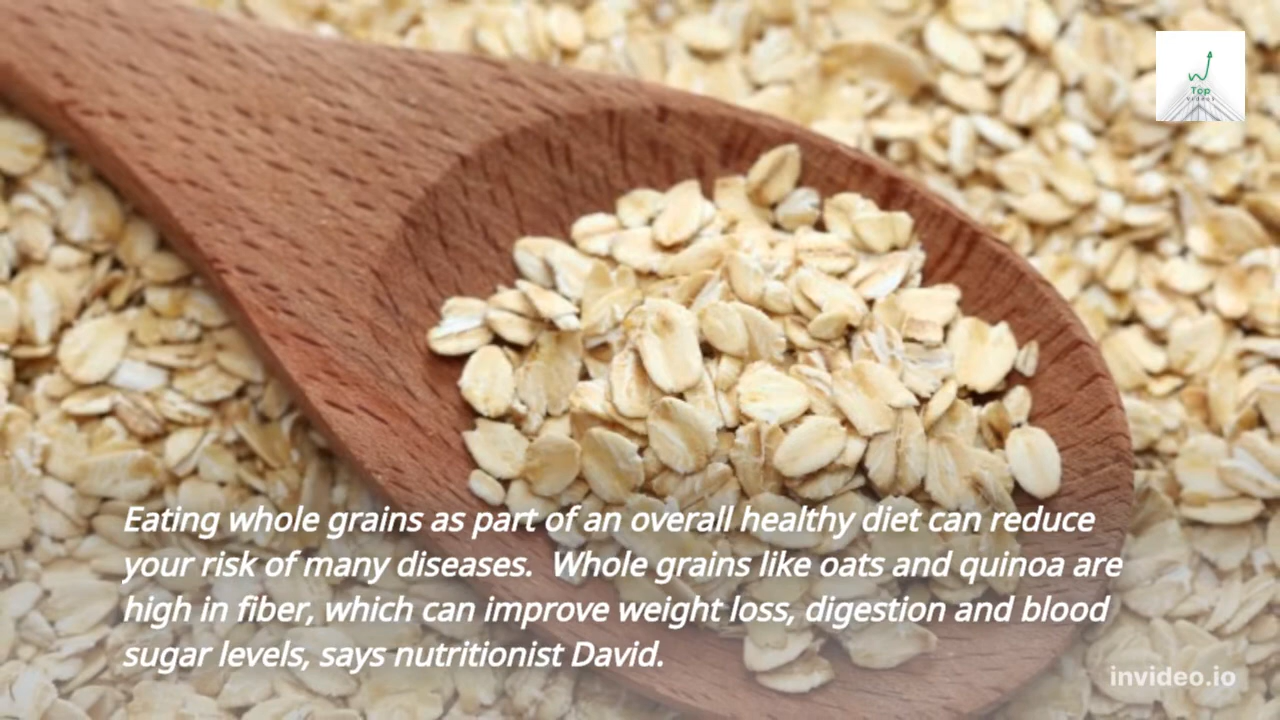 Top
Videos
Eating whole grains as part of an overall healthy diet can reduce
your risk of many diseases.  Whole grains like oats and quinoa are
high in fiber, which can improve weight loss, digestion and blood
sugar levels, says nutritionist David.
invideo.io